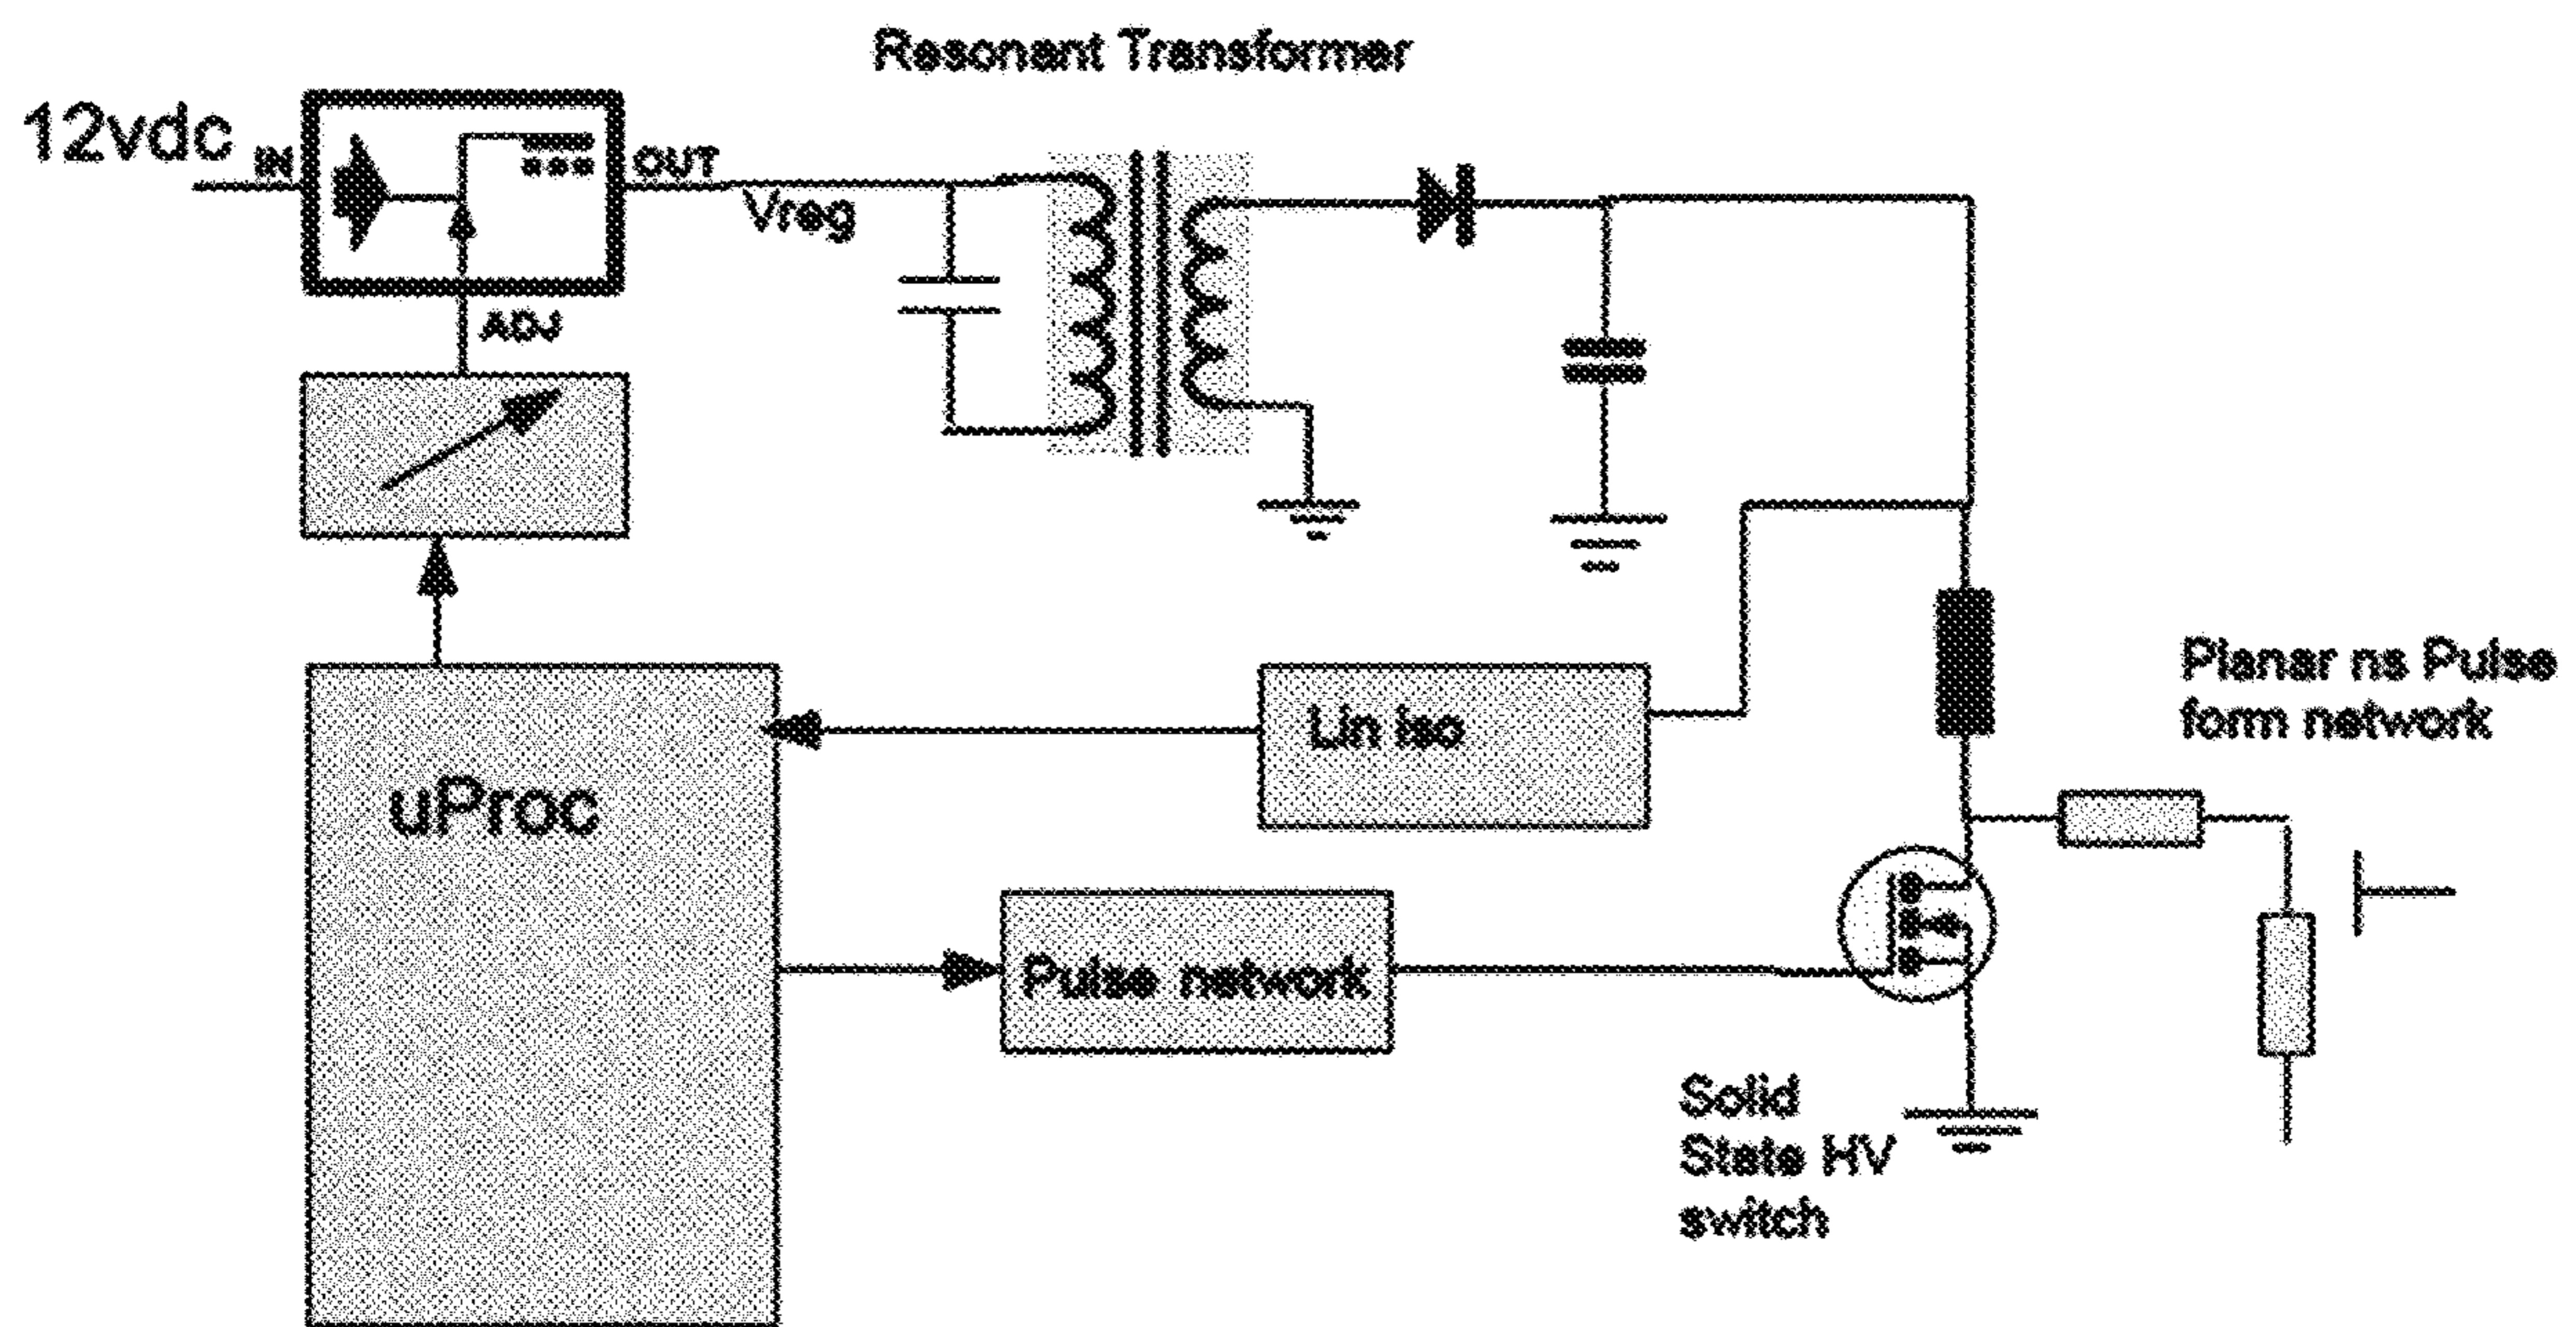 Resonant Transformer
12vdc
IN
OUT
Vreg
ADJ
Planar ns Pulse
form network
Lin iso
uProc
Pulse network
Solid
State HV
switch